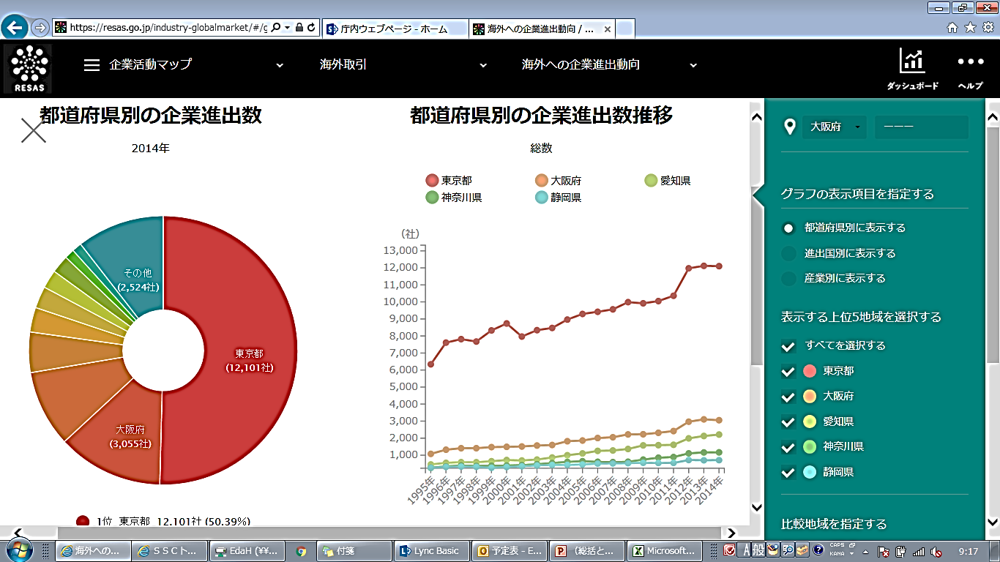 https://resas.go.jp/industry-globalmarket/#/g
庁内ウェブページ - ホーム
海外への企業進出動向 / ...
RESAS
企業活動マップ
海外取引
海外への企業進出動向
ダッシュボード
ヘルプ
都道府県別の企業進出数
2014年
その他
(2,524社)
東京都
(12,101社)
大阪府
(3,055社)
1位 東京都 12,101社 (50.39%)
都道府県別の企業進出数推移
総数
東京都
大阪府
愛知県
神奈川県
静岡県
(社)
13,000
12,000
11,000
10,000
9,000
8,000
7,000
6,000
5,000
4,000
3,000
2,000
1,000
1995年
1996年
1997年
1998年
1999年
2000年
2001年
2002年
2003年
2004年
2005年
2006年
2007年
2008年
2009年
2010年
2011年
2012年
2013年
2014年
大阪府
ーーー
グラフの表示項目を指定する
都道府県別に表示する
進出国別に表示する
産業別に表示する
表示する上位5地域を選択する
すべてを選択する
東京都
大阪府
愛知県
神奈川県
静岡県
比較地域を指定する
海外への...
ＳＳＣト...
EdaH (¥¥...
付箋
Lync Basic
予定表 - E...
(総括と...
Microsoft...
A 般
CAPS
KANA
9:17